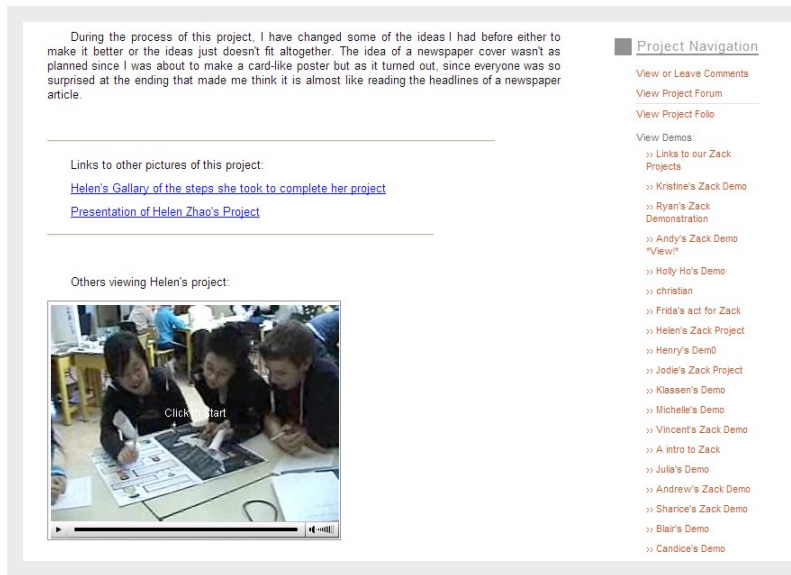 During the process of this project, I have changed some of the ideas I had before either to
make it better or the ideas just doesn't fit altogether. The idea of a newspaper cover wasn't as
planned since I was about to make a card-like poster but as it turned out, since everyone was so
surprised at the ending that made me think it is almost like reading the headlines of a newspaper
article.
Links to other pictures of this project:
Helen's Gallary of the steps she took to complete her project
Presentation of Helen Zhao's Project
Others viewing Helen's project:
Click to Start
Project Navigation
View or Leave Comments
View Project Forum
View Project Folio
View Demos:
›› Links to our Zack
Projects
›› Kristine's Zack Demo
›› Ryan's Zack
Demonstration
›› Andy's Zack Demo
*View!*
›› Holly Ho's Demo
›› christian
›› Frida's act for Zack
›› Helen's Zack Project
›› Henry's Dem0
›› Jodie's Zack Project
›› Klassen's Demo
›› Michelle's Demo
›› Vincent's Zack Demo
›› A intro to Zack
›› Julia's Demo
›› Andrew's Zack Demo
›› Sharice's Zack Demo
›› Blair's Demo
›› Candice's Demo